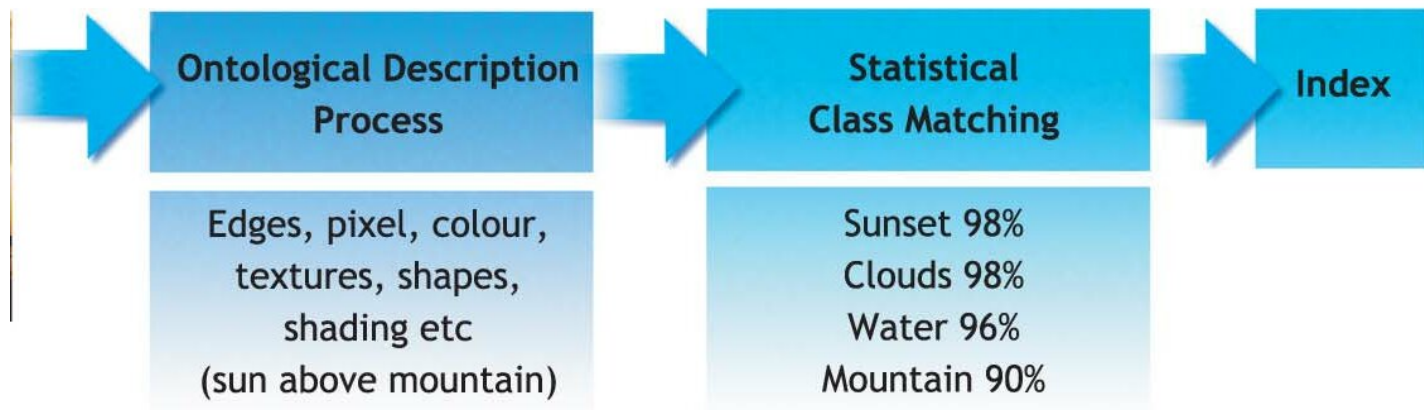 Ontological Description
Process
Edges, pixel, colour,
textures, shapes,
shading etc
(sun above mountain)
Statistical
Class Matching
Sunset 98%
Clouds 98%
Water 96%
Mountain 90%
Index